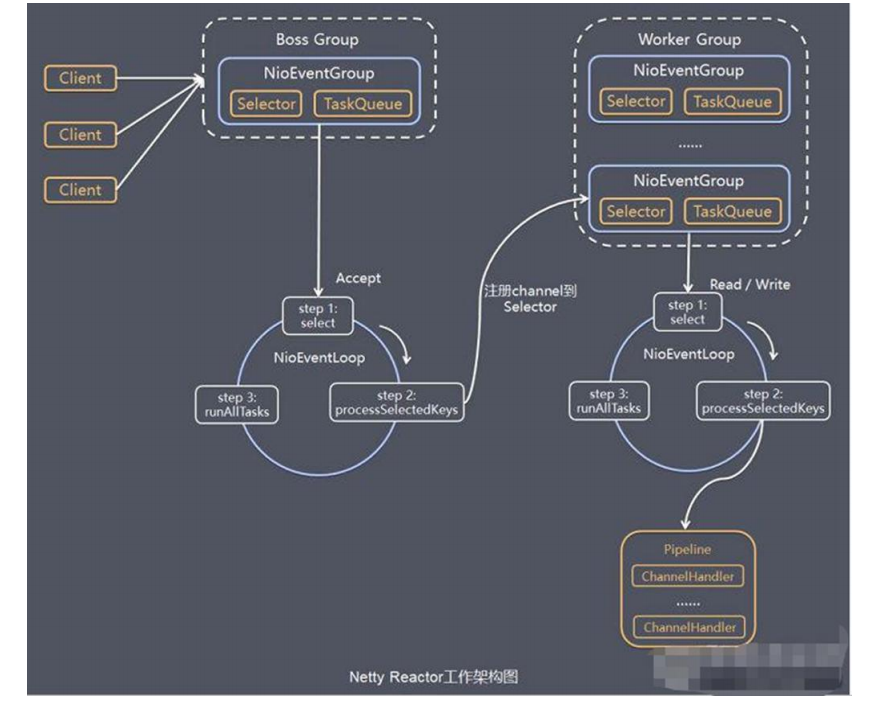 Boss Group
NioEventGroup
Selector
TaskQueue
Client
Client
Client
Worker Group
NioEventGroup
Selector
TaskQueue
......
NioEventGroup
Selector
TaskQueue
Accept
step 1:
select
NioEventLoop
step 2:
processSelectedKeys
step 3:
runAllTasks
注册channel到
Selector
Read / Write
step 1:
select
NioEventLoop
step 2:
processSelectedKeys
step 3:
runAllTasks
Pipeline
ChannelHandler
......
ChannelHandler
Netty Reactor工作架构图